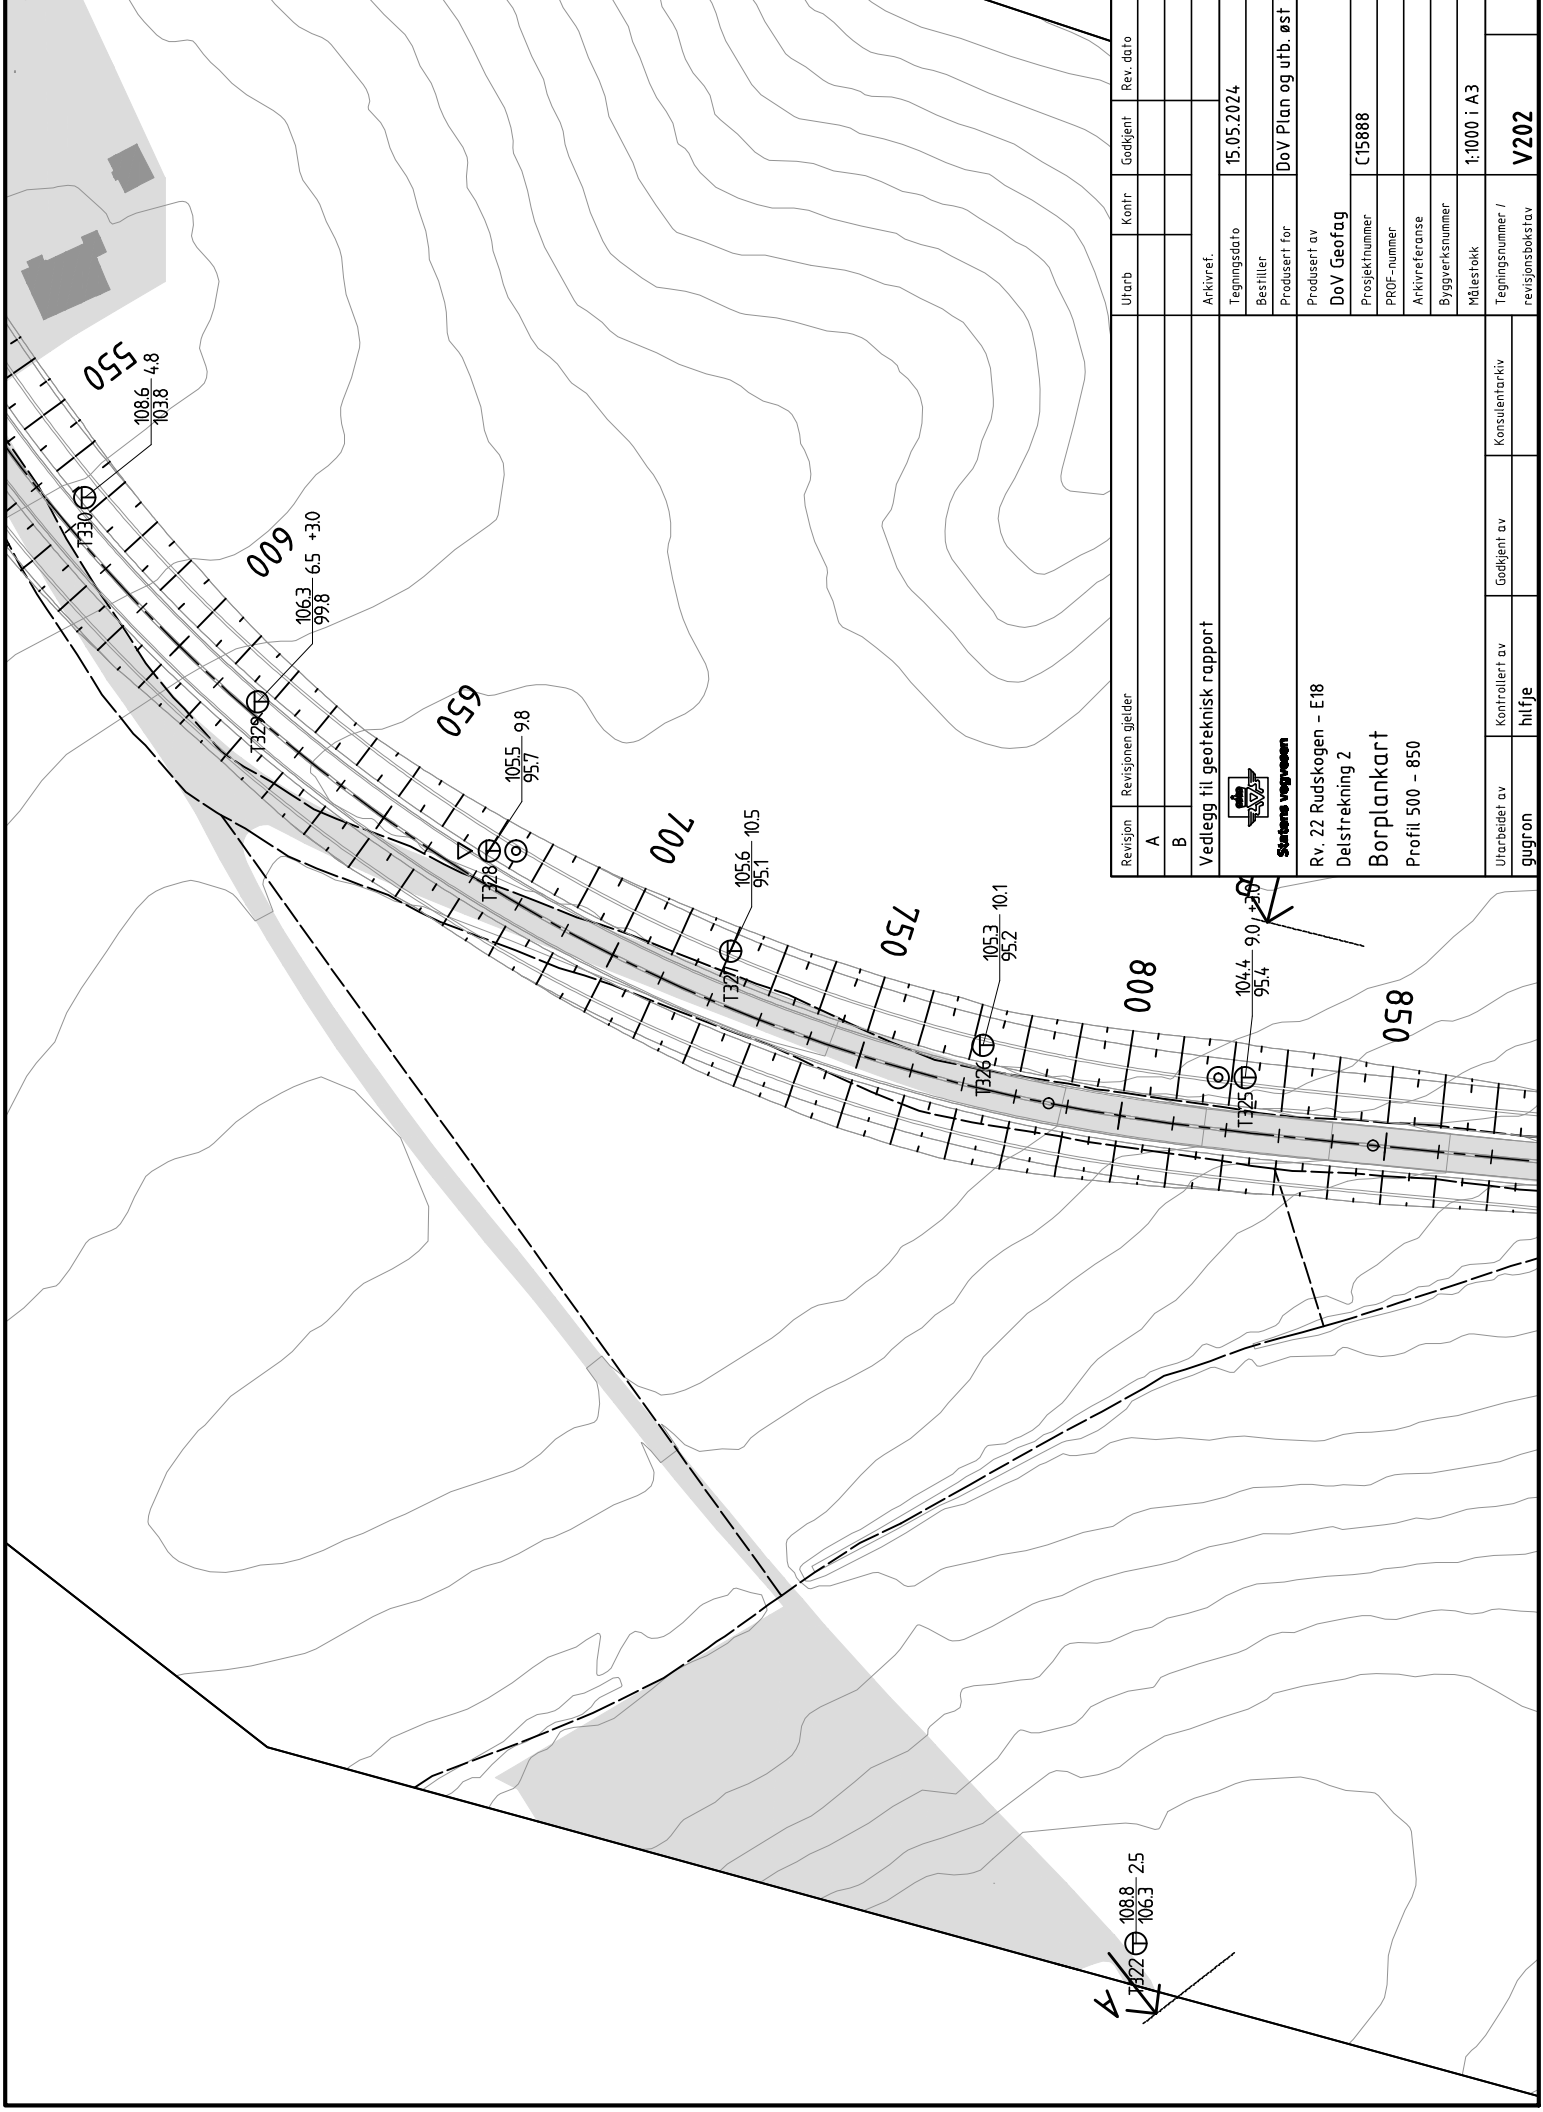 550
108.6 4.8
103.8
T330
600
106.3 6.5 +3.0
99.8
T329
650
105.5 9.8
95.7
T328
700
105.6 10.5
95.1
T327
750
105.3 10.1
95.2
T326
800
104.4 9.0 / +3.0
95.4
T325
850
T322
108.8 2.5
106.3
A
Revisjon Revisjonen gjelder Utarb Kontr Godkjent Rev. dato
A
B
Vedlegg til geoteknisk rapport Arkivref.
Statens vegvesen
Tegningsdato 15.05.2024
Bestiller
Produsert for DoV Plan og utb. øst
Rv. 22 Rudskogen - E18
Delstrekning 2
Borplankart
Profil 500 - 850
Produsert av
DoV Geofag
Prosjektnummer C15888
PROF-nummer
Arkivreferanse
Byggverksnummer
Målestokk 1:1000 i A3
Utarbeidet av Kontrollert av Godkjent av Konsulentarkiv
gugron hilfje
Tegningsnummer /
revisjonsbokstav
V202